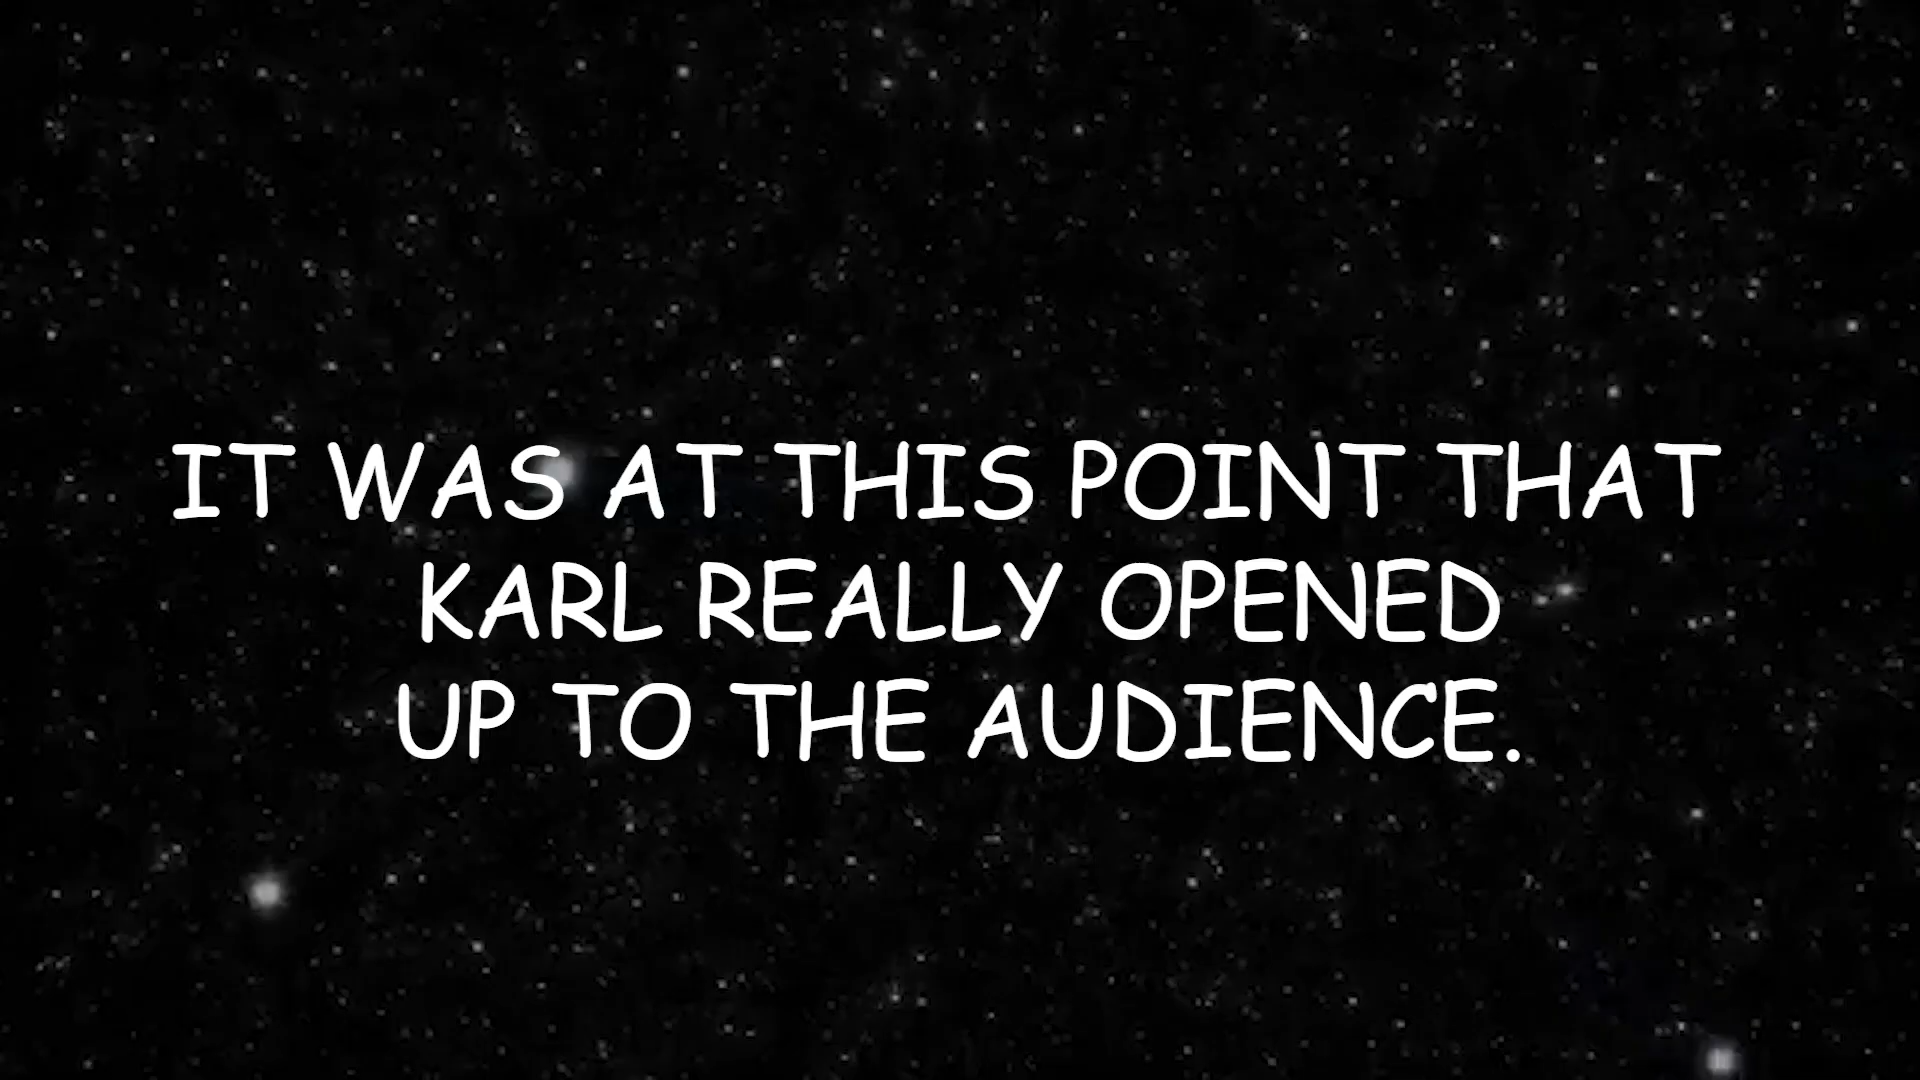 IT WAS AT THIS POINT THAT
KARL REALLY OPENED
UP TO THE AUDIENCE.